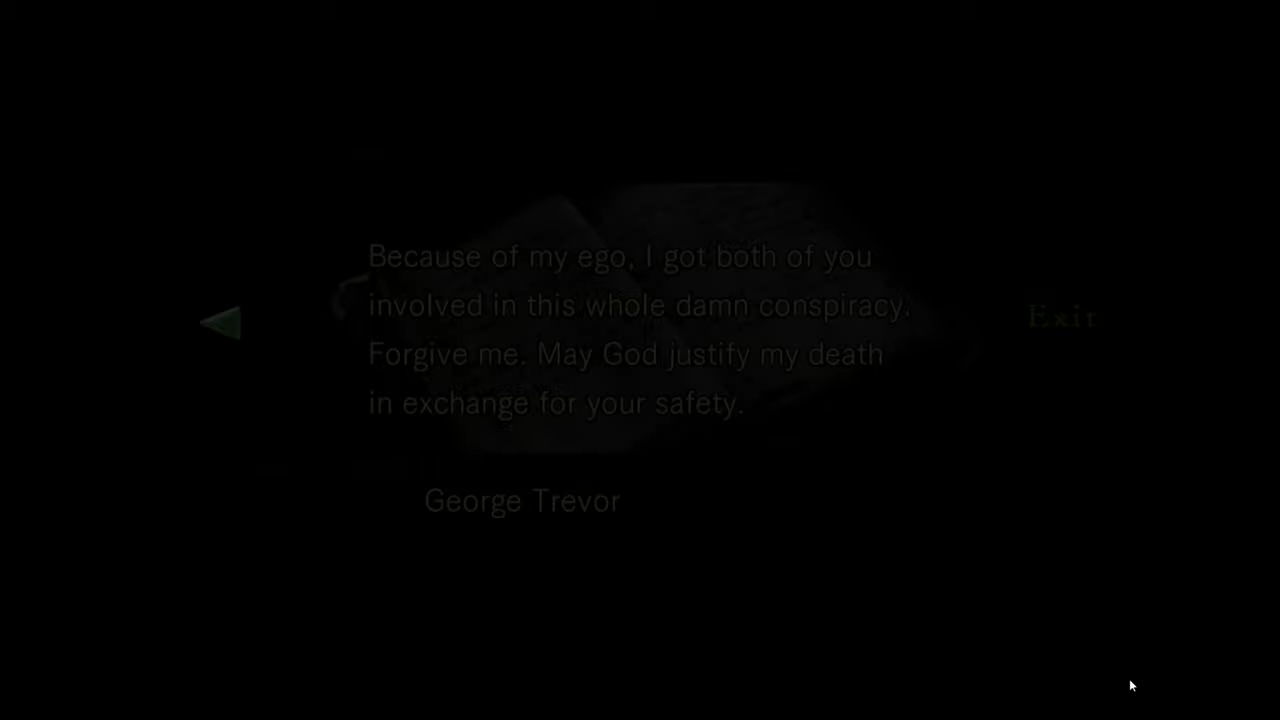 Because of my ego, I got both of you
involved in this whole damn conspiracy.
Forgive me. May God justify my death
in exchange for your safety.
George Trevor
Exit